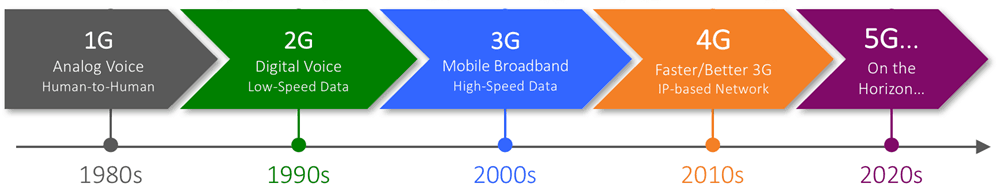 1G
Analog Voice
Human-to-Human
2G
Digital Voice
Low-Speed Data
3G
Mobile Broadband
High-Speed Data
4G
Faster/Better 3G
IP-based Network
5G...
On the
Horizon...
1980s
1990s
2000s
2010s
2020s